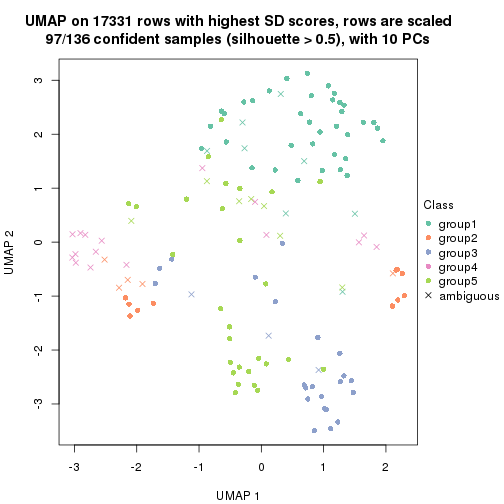 UMAP on 17331 rows with highest SD scores, rows are scaled
97/136 confident samples (silhouette > 0.5), with 10 PCs
3
2
1
0
-1
-2
-3
UMAP 2
-3
-2
-1
0
1
2
UMAP 1
Class
group1
group2
group3
group4
group5
ambiguous